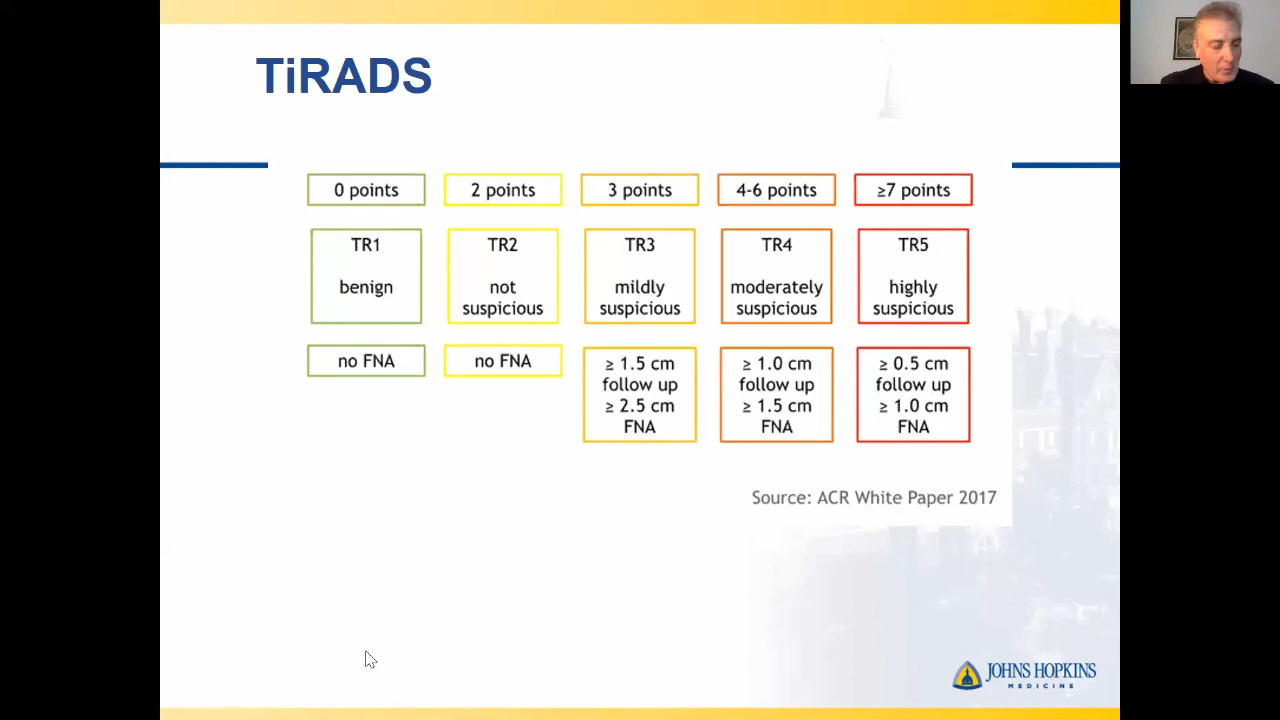 TiRADS
0 points
2 points
3 points
4-6 points
≥7 points
TR1
benign
TR2
not
suspicious
TR3
mildly
suspicious
TR4
moderately
suspicious
TR5
highly
suspicious
no FNA
no FNA
≥ 1.5 cm
follow up
≥ 2.5 cm
FNA
≥ 1.0 cm
follow up
≥ 1.5 cm
FNA
≥ 0.5 cm
follow up
≥ 1.0 cm
FNA
Source: ACR White Paper 2017
JOHNS HOPKINS
MEDICINE